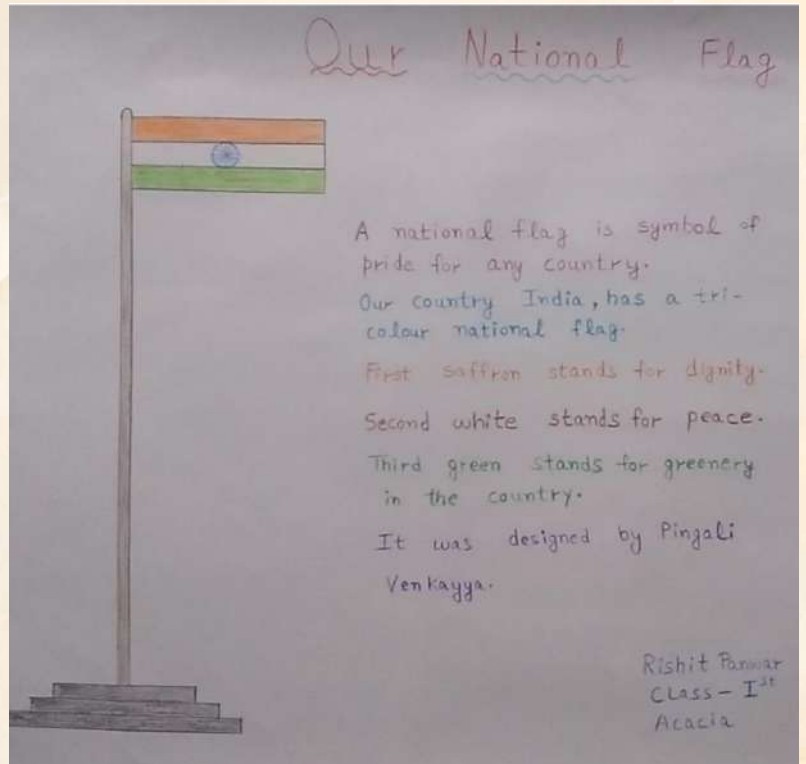 Our National Flag
A national flag is symbol of
pride for any country.
Our country India, has a tri-
colour national flag.
First saffron stands for dignity.
Second white stands for peace.
Third green stands for greenery
in the country.
It was designed by Pingali
Venkayya.
Rishit Panwar
Class - Ist
Acacia